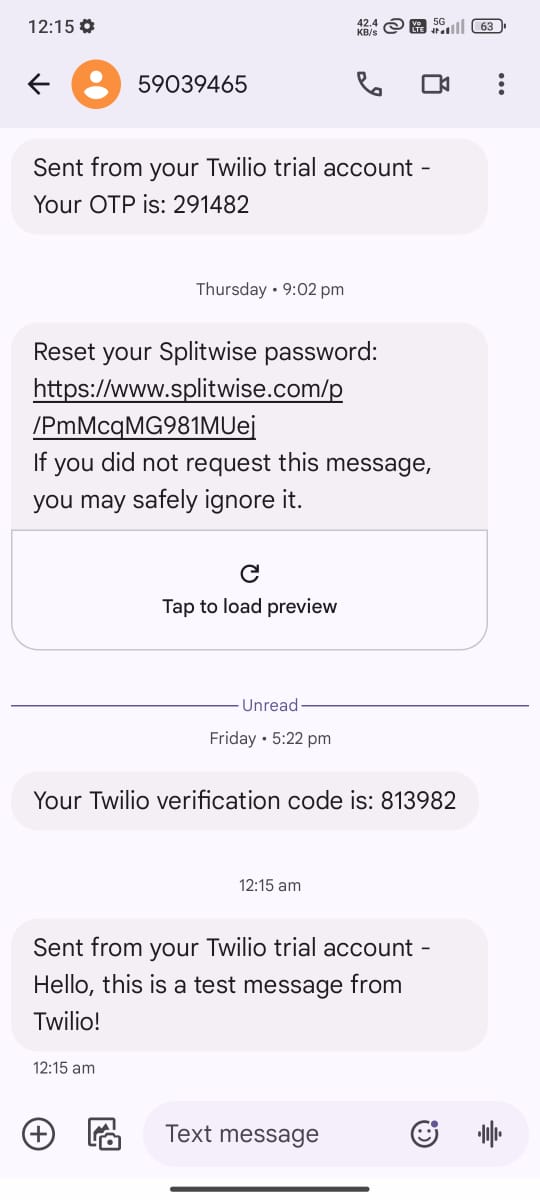 12:15
42.4
KB/s
Vo
LTE
5G
63
59039465
Sent from your Twilio trial account -
Your OTP is: 291482
Thursday • 9:02 pm
Reset your Splitwise password:
https://www.splitwise.com/p
/PmMcqMG981MUej
If you did not request this message,
you may safely ignore it.
Tap to load preview
Unread
Friday • 5:22 pm
Your Twilio verification code is: 813982
12:15 am
Sent from your Twilio trial account -
Hello, this is a test message from
Twilio!
12:15 am
Text message